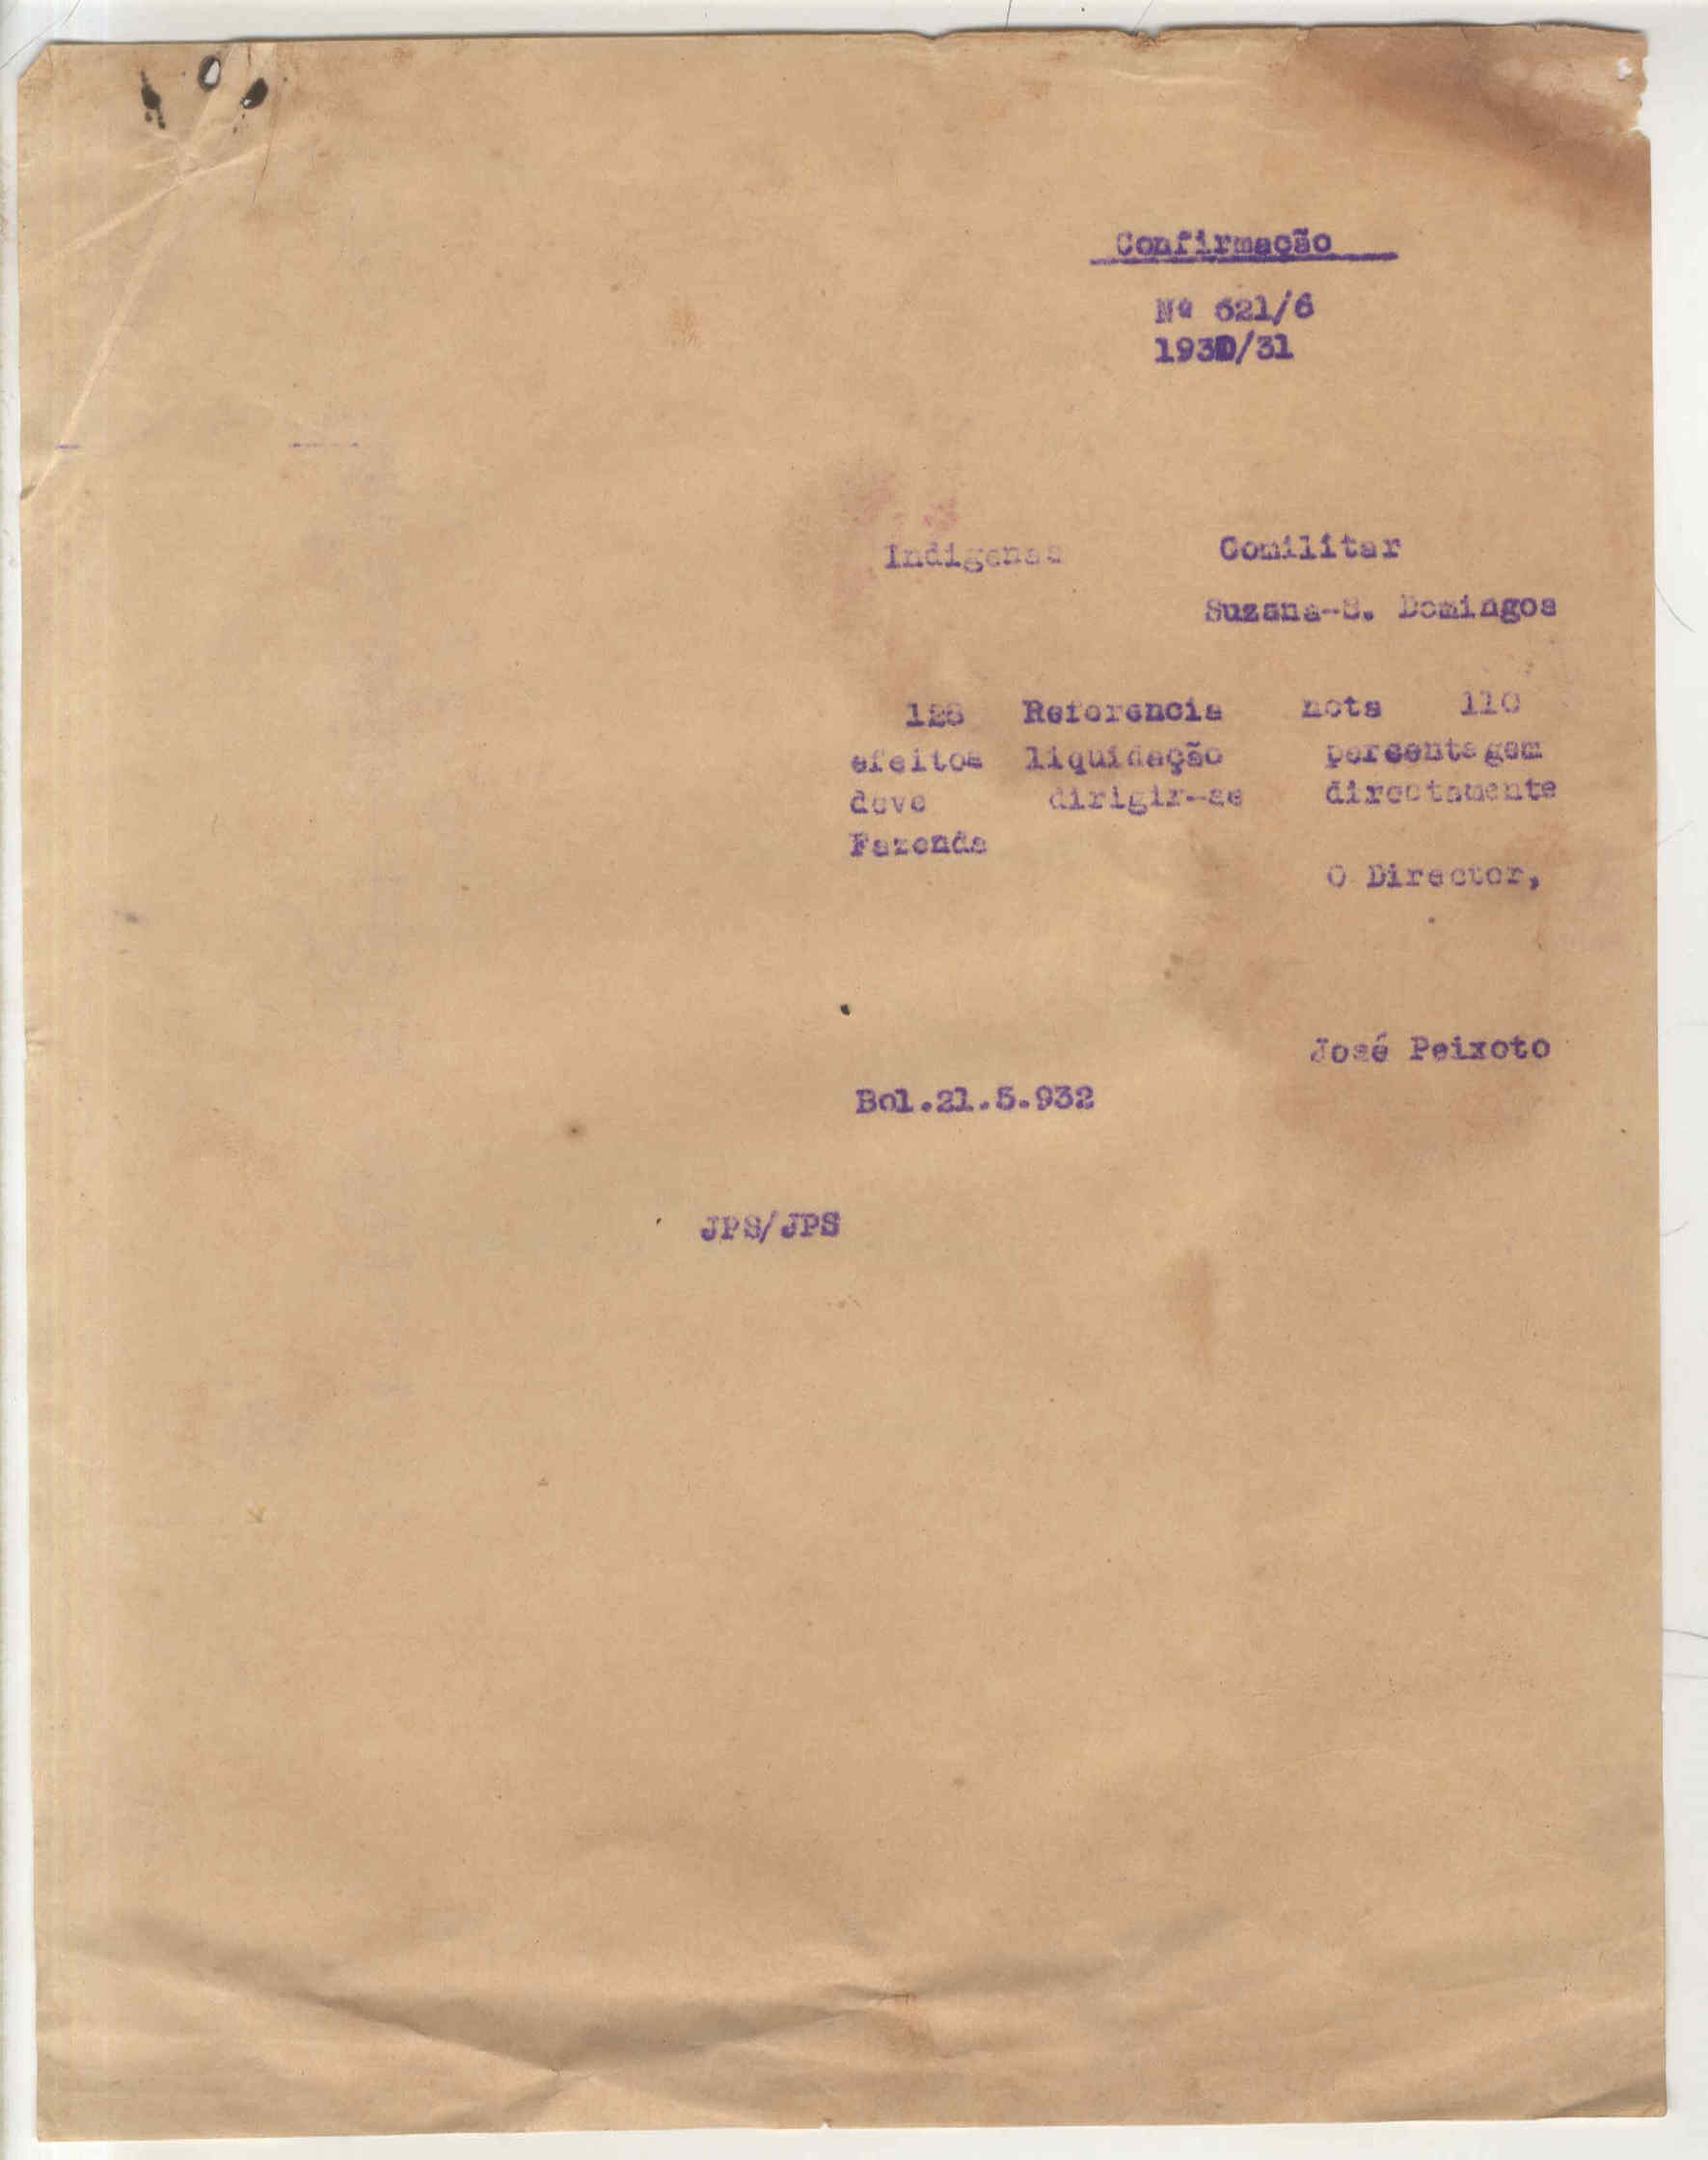 Confirmação
Nº 621/6
1930/31
Indigenas Comilitar
Suzana-S. Domingos
128 Referencia nota 110
efeitos liquidação percentagem
deve dirigir-se directamente
Fazenda
O Director,
José Peixoto
Bol.21.5.932
JPS/JPS